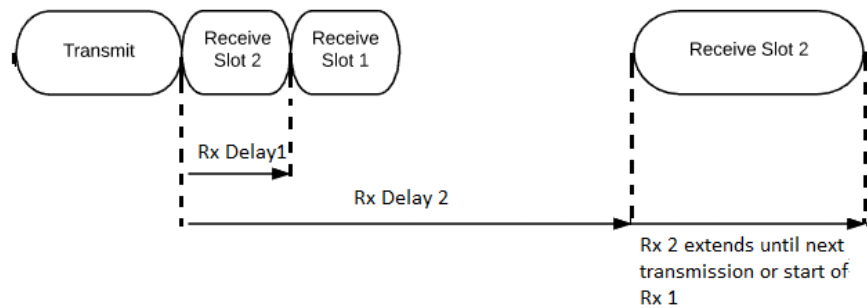 Transmit
Receive
Slot 2
Receive
Slot 1
Receive Slot 2
Rx Delay1
Rx Delay 2
Rx 2 extends until next
transmission or start of
Rx 1